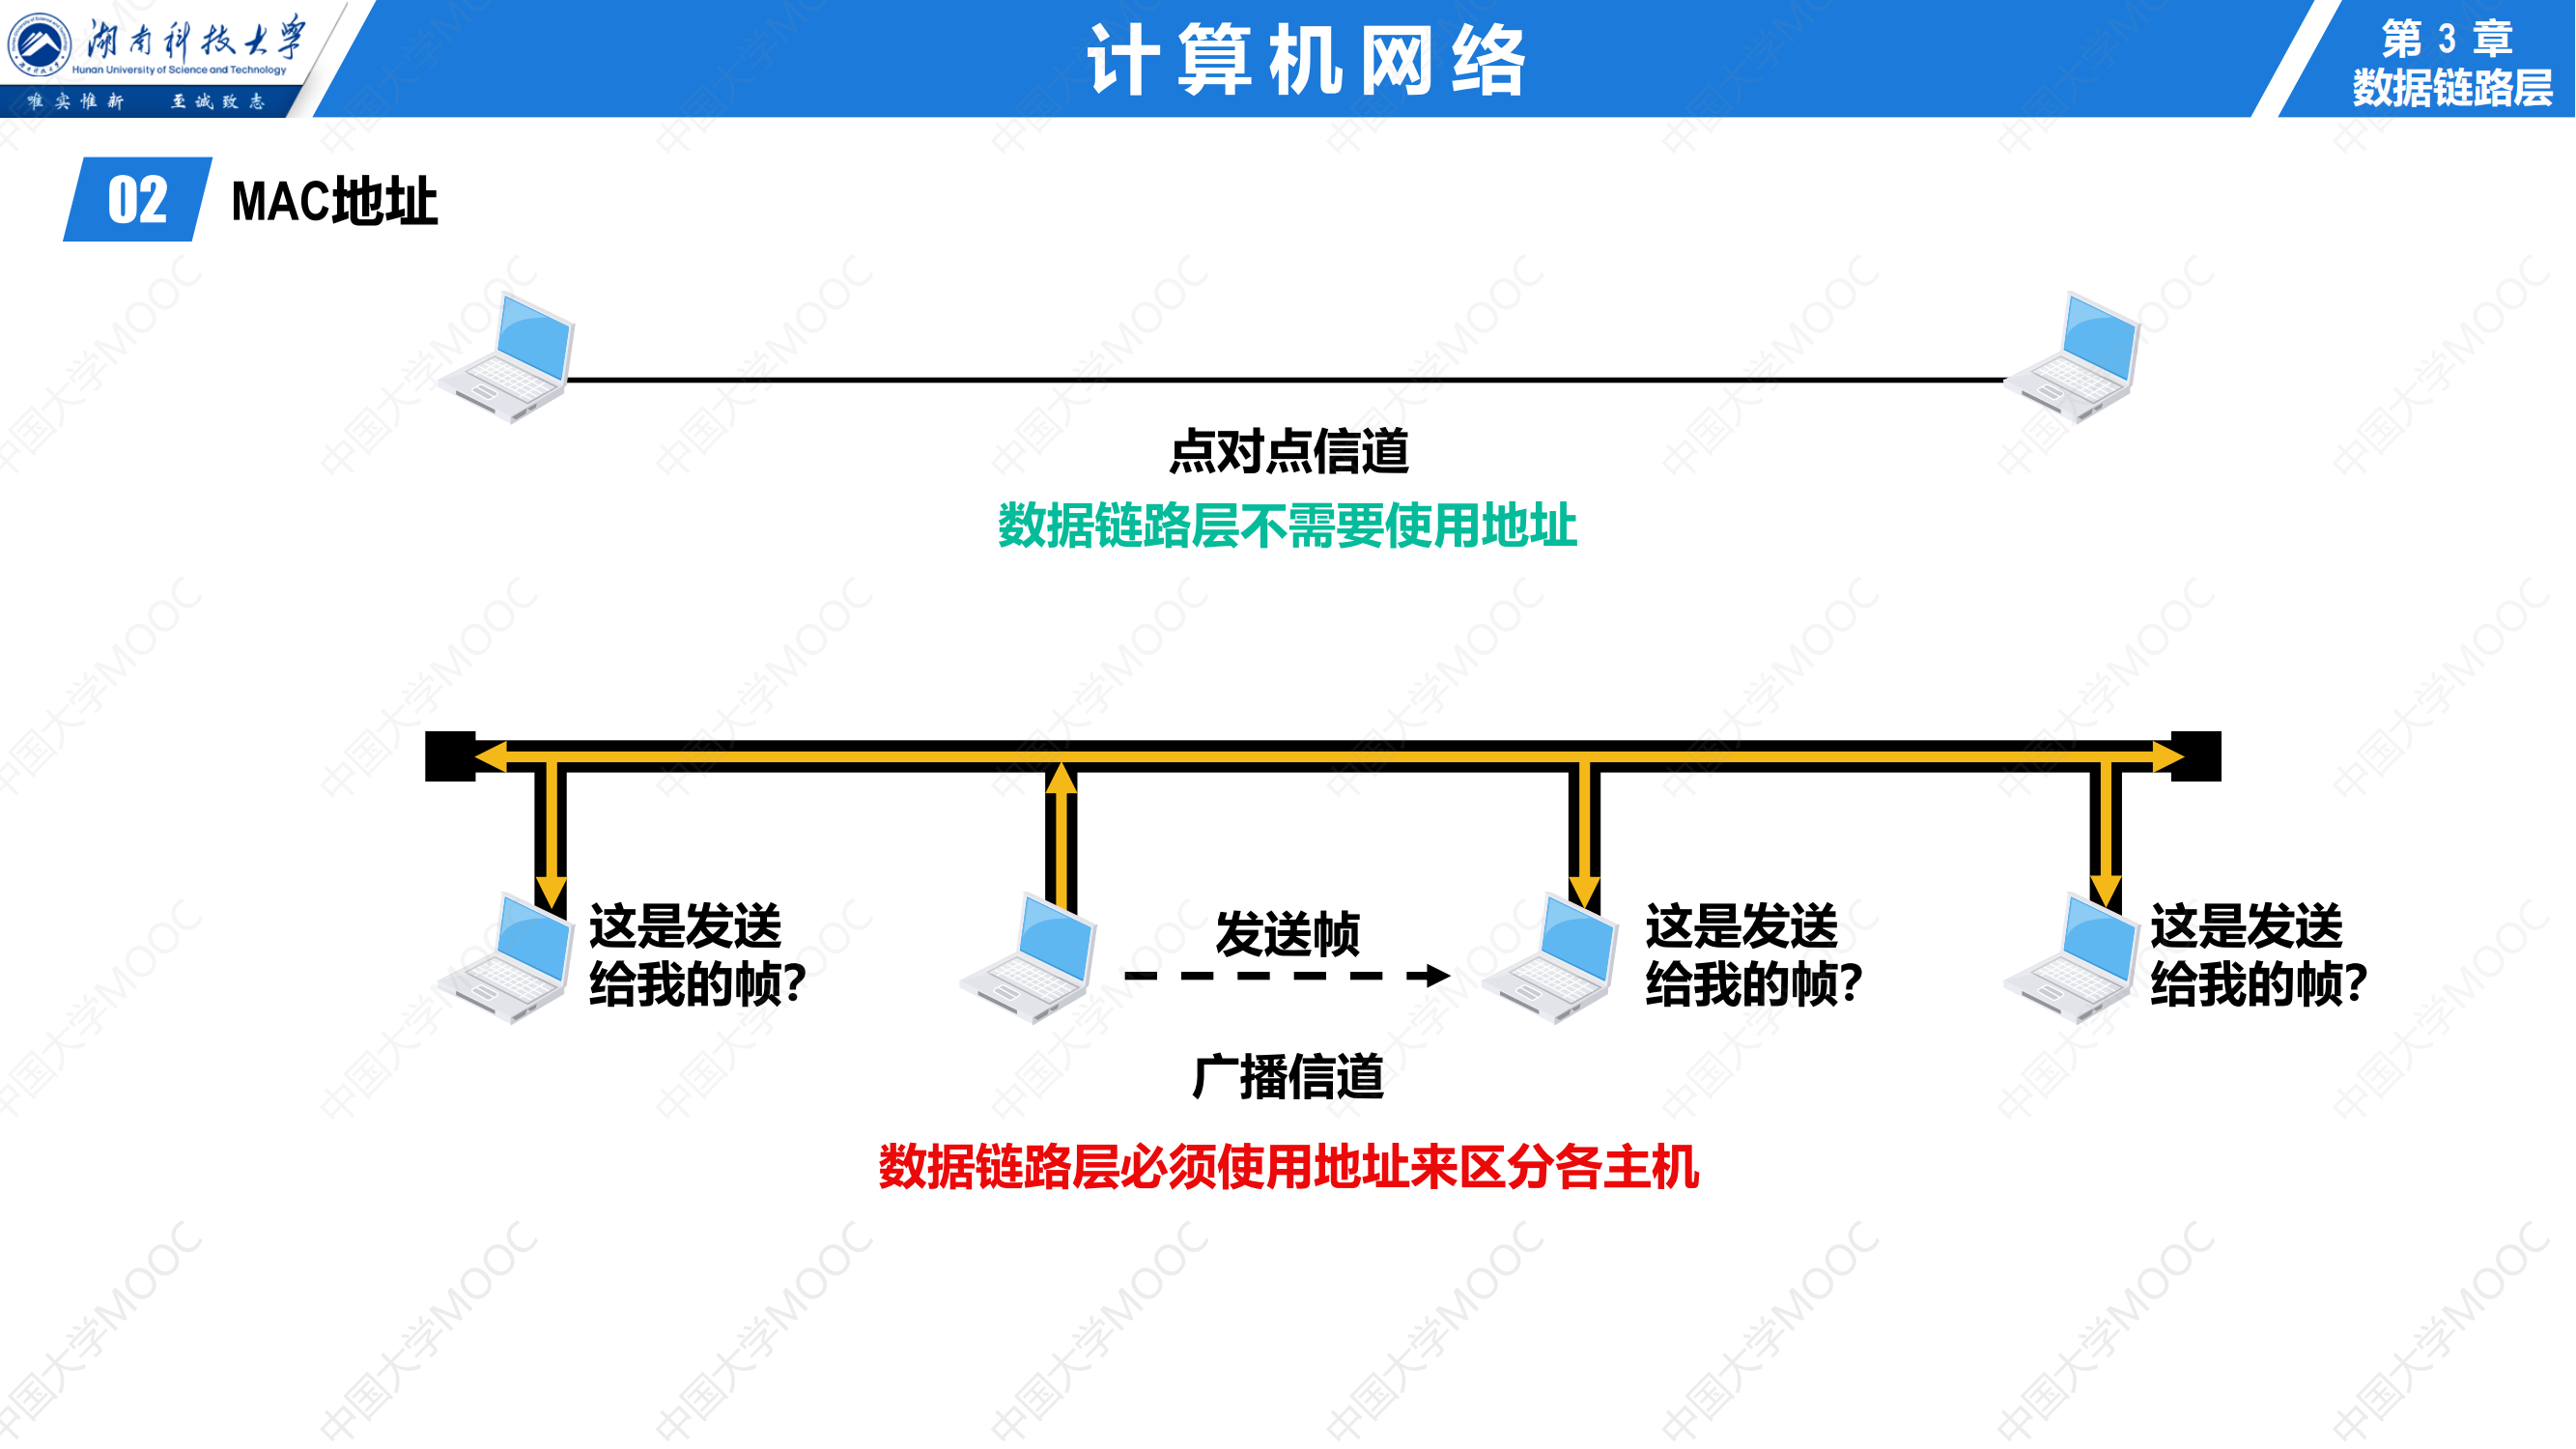 湖南科技大学
Hunan University of Science and Technology
唯实惟新 至诚致志
计算机网络
第 3 章
数据链路层
02 MAC地址
点对点信道
数据链路层不需要使用地址
这是发送
给我的帧?
发送帧
这是发送
给我的帧?
这是发送
给我的帧?
广播信道
数据链路层必须使用地址来区分各主机
中国大学MOOC